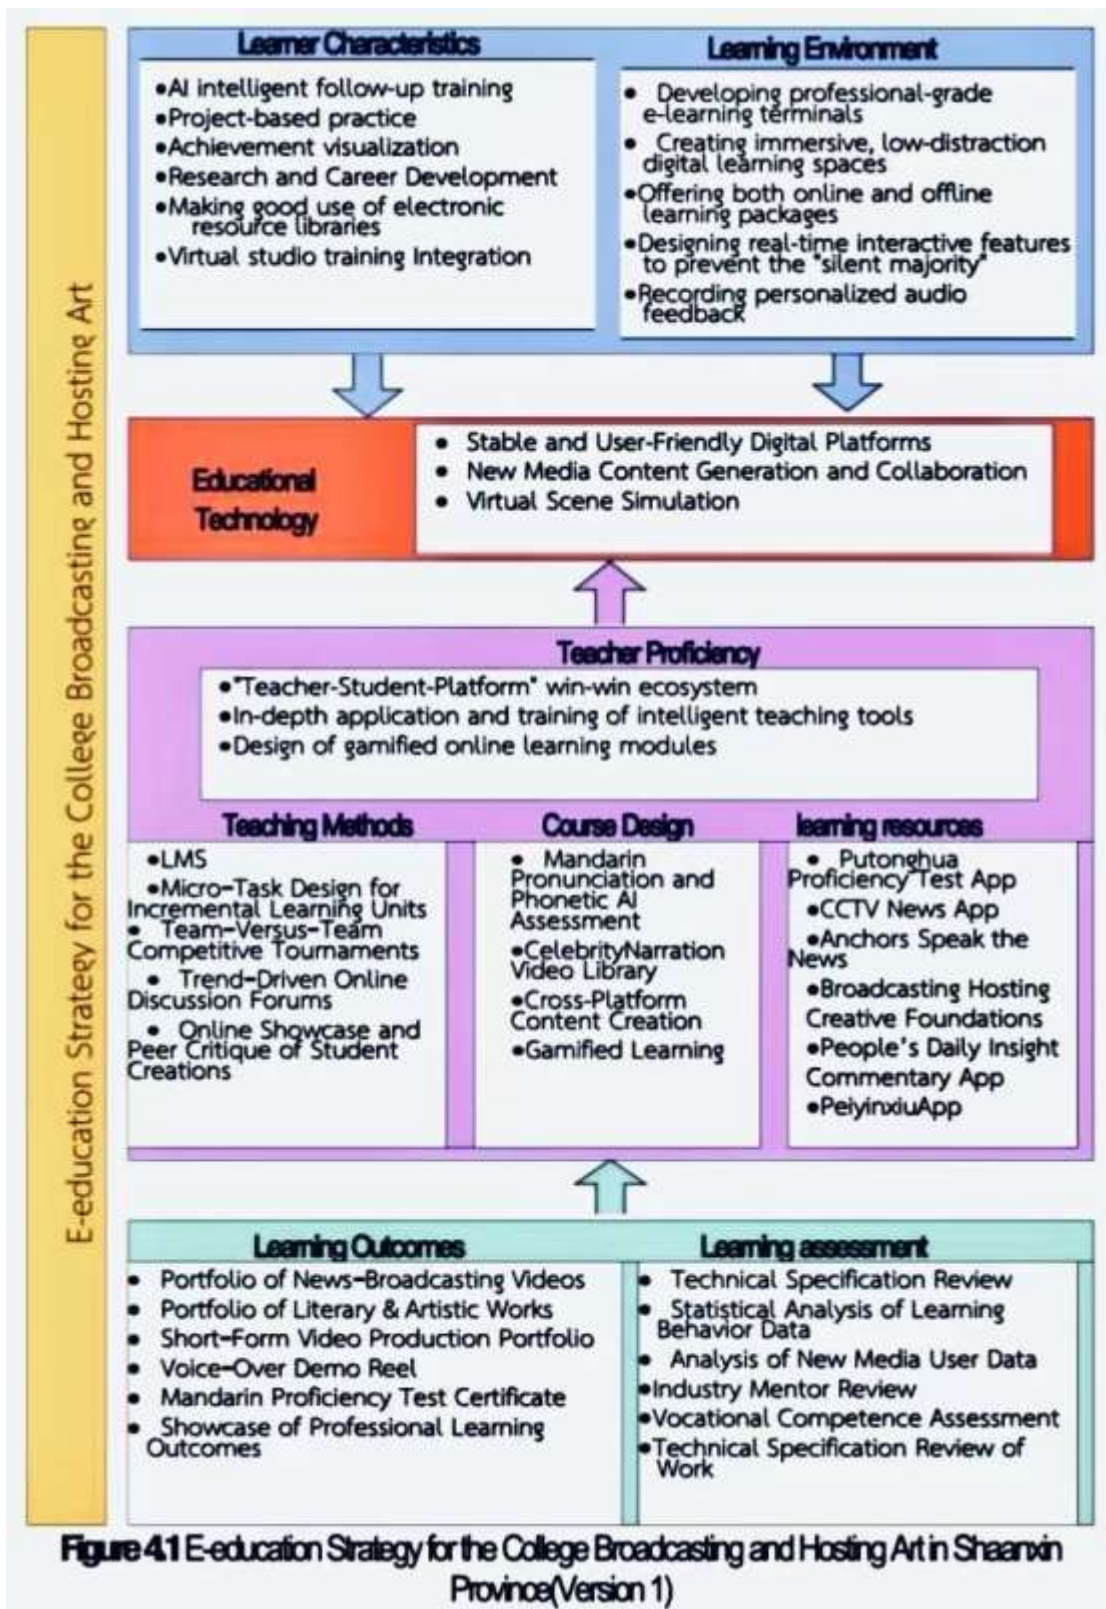 E-education Strategy for the College Broadcasting and Hosting Art
Learner Characteristics
●AI intelligent follow-up training
●Project-based practice
●Achievement visualization
●Research and Career Development
●Making good use of electronic
resource libraries
●Virtual studio training Integration
Learning Environment
● Developing professional-grade
e-learning terminals
● Creating immersive, low-distraction
digital learning spaces
●Offering both online and offline
learning packages
●Designing real-time interactive features
to prevent the "silent majority"
●Recording personalized audio
feedback
Educational
Technology
● Stable and User-Friendly Digital Platforms
● New Media Content Generation and Collaboration
● Virtual Scene Simulation
Teacher Proficiency
●"Teacher-Student-Platform" win-win ecosystem
●In-depth application and training of intelligent teaching tools
●Design of gamified online learning modules
Teaching Methods
●LMS
●Micro-Task Design for
Incremental Learning Units
● Team-Versus-Team
Competitive Tournaments
● Trend-Driven Online
Discussion Forums
● Online Showcase and
Peer Critique of Student
Creations
Course Design
● Mandarin
Pronunciation and
Phonetic AI
Assessment
●CelebrityNarration
Video Library
●Cross-Platform
Content Creation
●Gamified Learning
learning resources
● Putonghua
Proficiency Test App
●CCTV News App
●Anchors Speak the
News
●Broadcasting Hosting
Creative Foundations
●People's Daily Insight
Commentary App
●PeiyinxiuApp
Learning Outcomes
● Portfolio of News-Broadcasting Videos
● Portfolio of Literary & Artistic Works
● Short-Form Video Production Portfolio
● Voice-Over Demo Reel
● Mandarin Proficiency Test Certificate
● Showcase of Professional Learning
Outcomes
Learning assessment
● Technical Specification Review
● Statistical Analysis of Learning
Behavior Data
● Analysis of New Media User Data
●Industry Mentor Review
●Vocational Competence Assessment
●Technical Specification Review of
Work
Figure 4.1 E-education Strategy for the College Broadcasting and Hosting Art in Shaanxin
Province(Version 1)